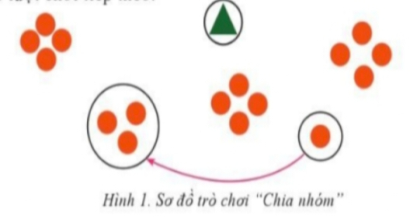 Hình 1. Sơ đồ trò chơi “Chia nhóm”